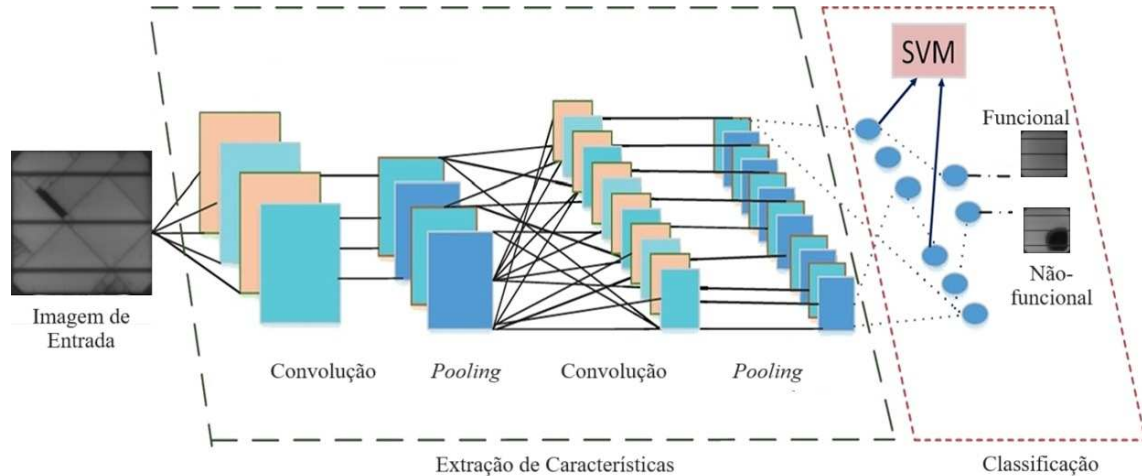 SVM
Funcional
Não-
funcional
Imagem de
Entrada
Convolução
Pooling
Convolução
Pooling
Extração de Características
Classificação